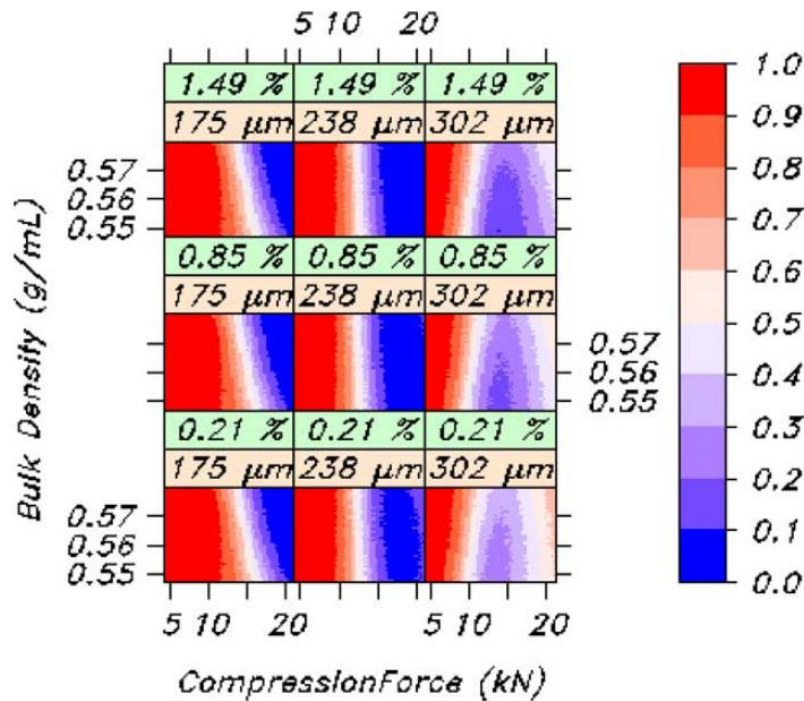 5 10 20
1.49 % 1.49 % 1.49 %
175 μm 238 μm 302 μm
0.57
0.56
0.55
0.85 % 0.85 % 0.85 %
175 μm 238 μm 302 μm
0.57
0.56
0.55
0.21 % 0.21 % 0.21 %
175 μm 238 μm 302 μm
0.57
0.56
0.55
5 10 20 5 10 20
CompressionForce (kN)
Bulk Density (g/mL)
1.0
0.9
0.8
0.7
0.6
0.5
0.4
0.3
0.2
0.1
0.0